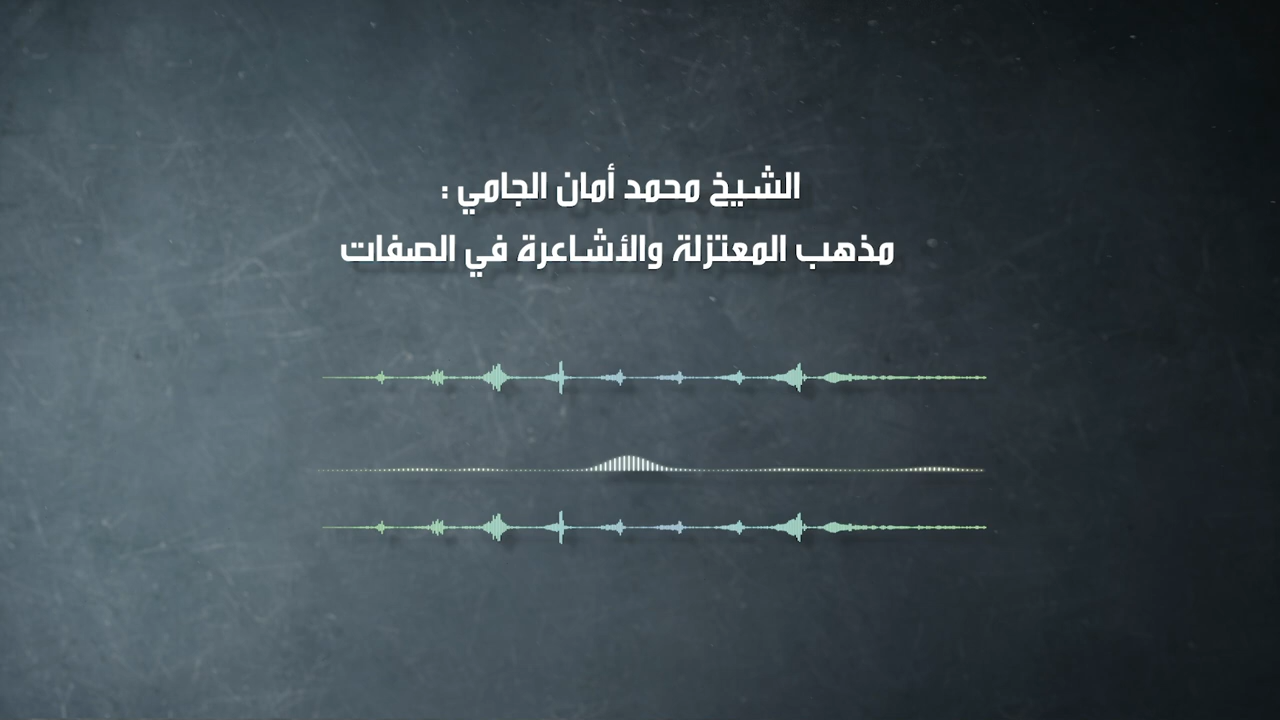 الشيخ محمد أمان الجامي :
مذهب المعتزلة والأشاعرة في الصفات